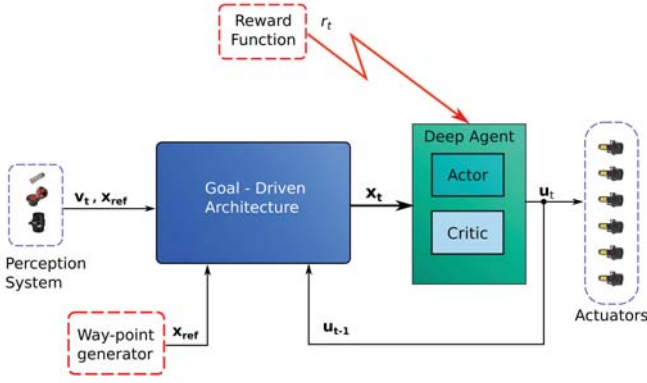 Reward
Function
r_t
Deep Agent
Actor
Critic
Goal - Driven
Architecture
v_t , x_ref
x_t
u_t
Perception
System
Way-point
generator
x_ref
u_t-1
Actuators